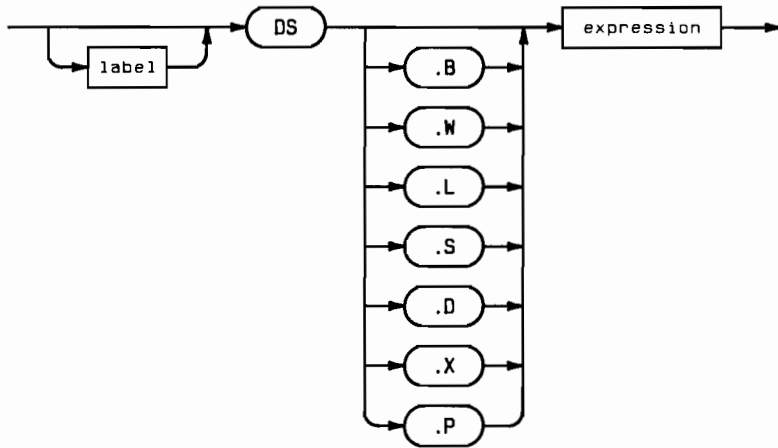 DS
expression
label
.B
.W
.L
.S
.D
.X
.P